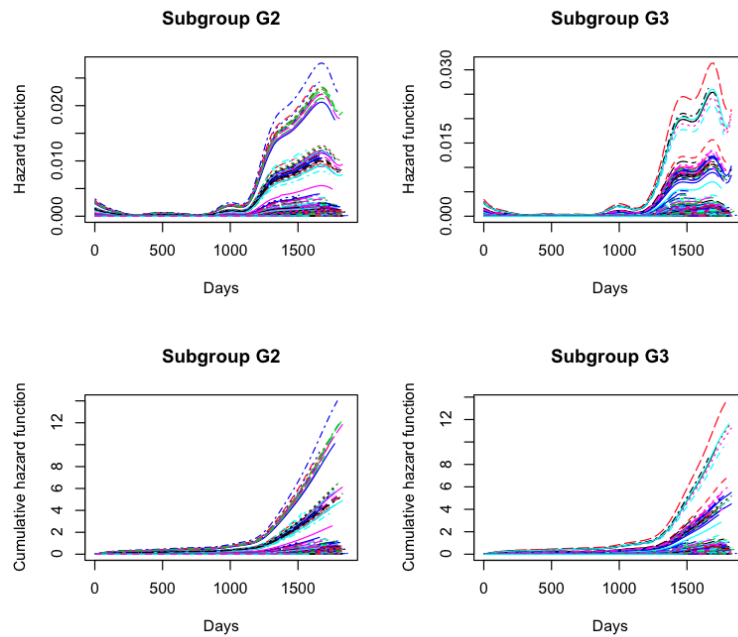 Subgroup G2
Hazard function
0.000 0.010 0.020
0 500 1000 1500
Days
Subgroup G3
Hazard function
0.000 0.015 0.030
0 500 1000 1500
Days
Subgroup G2
Cumulative hazard function
0 2 4 6 8 12
0 500 1000 1500
Days
Subgroup G3
Cumulative hazard function
0 2 4 6 8 12
0 500 1000 1500
Days